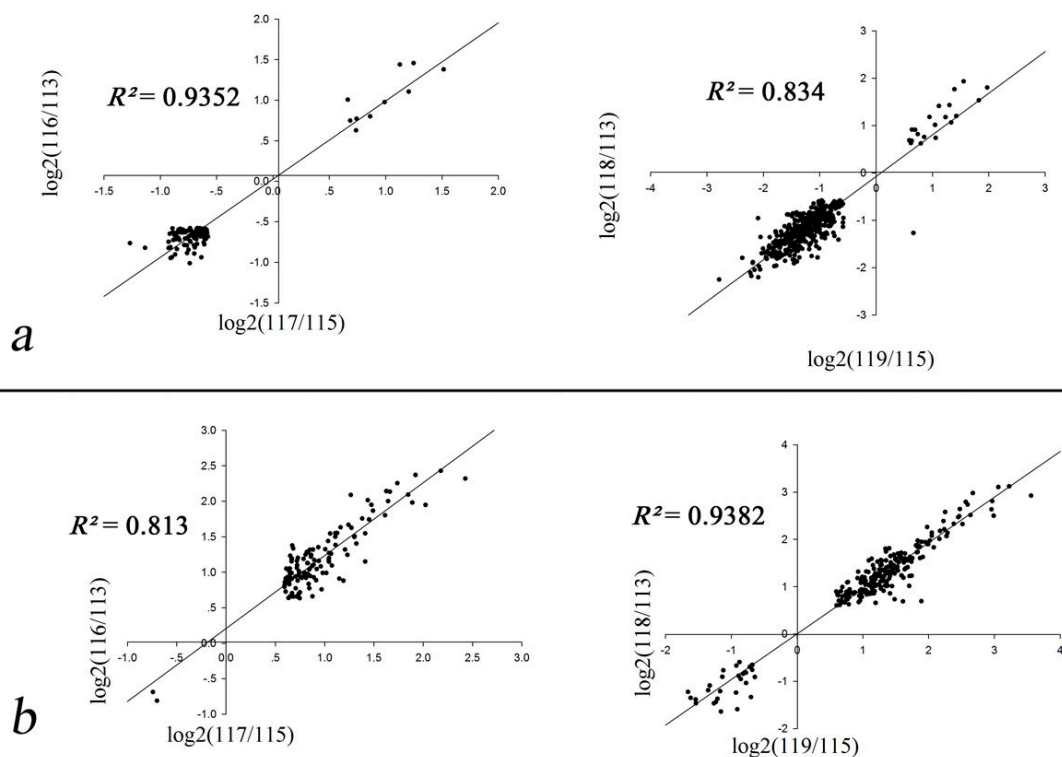 a
log2(116/113)
R² = 0.9352
2.0
1.5
1.0
.5
0.0
-.5
-1.0
-1.5
-1.5 -1.0 -.5 0.0 .5 1.0 1.5 2.0
log2(117/115)
log2(118/113)
R² = 0.834
3
2
1
0
-1
-2
-3
-4 -3 -2 -1 0 1 2 3
log2(119/115)
b
log2(116/113)
R² = 0.813
3.0
2.5
2.0
1.5
1.0
.5
0.0
-.5
-1.0
-1.0 0.0 1.0 2.0 3.0
log2(117/115)
log2(118/113)
R² = 0.9382
4
3
2
1
0
-1
-2
-2 -1 0 1 2 3 4
log2(119/115)